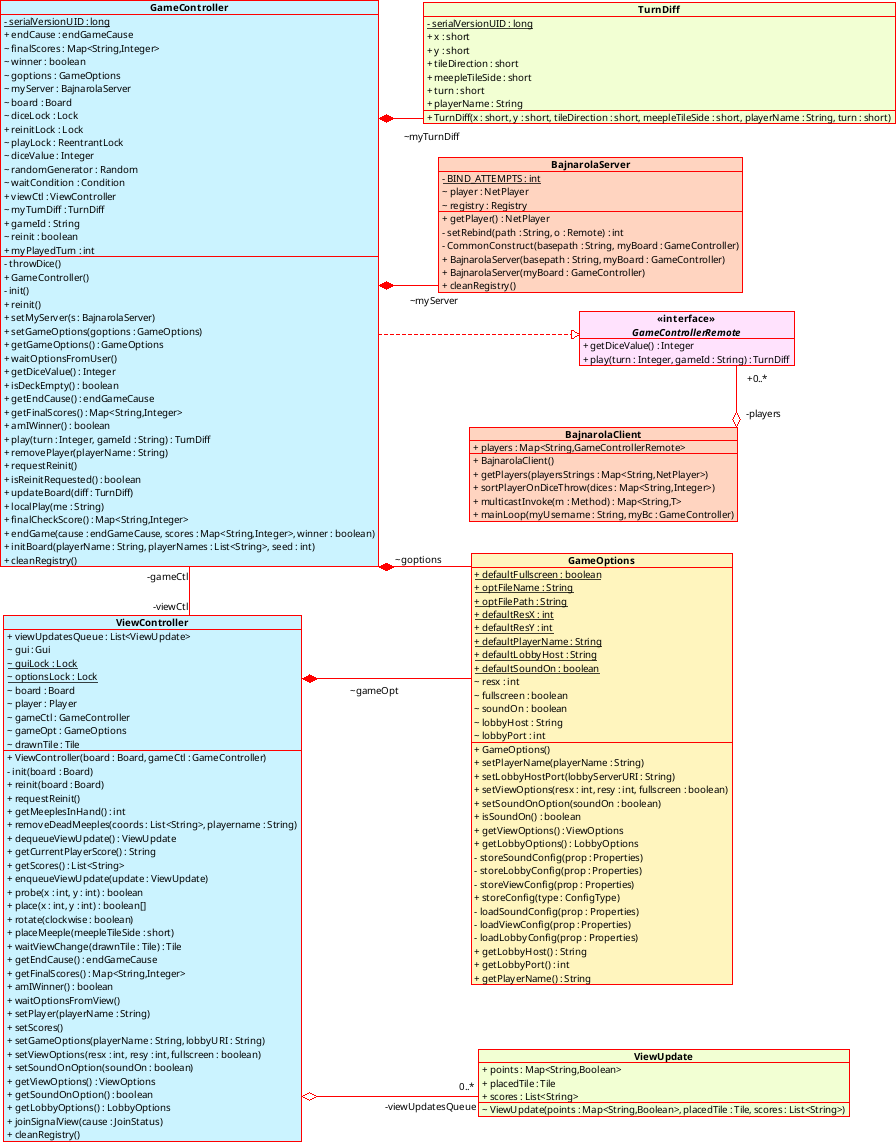 GameController
- serialVersionUID : long
+ endCause : endGameCause
~ finalScores : Map<String,Integer>
~ winner : boolean
~ goptions : GameOptions
~ myServer : BajnarolaServer
~ board : Board
~ diceLock : Lock
+ reinitLock : Lock
~ playLock : ReentrantLock
~ diceValue : Integer
~ randomGenerator : Random
~ waitCondition : Condition
+ viewCtl : ViewController
~ myTurnDiff : TurnDiff
+ gameId : String
~ reinit : boolean
+ myPlayedTurn : int
- throwDice()
+ GameController()
- init()
+ reinit()
+ setMyServer(s : BajnarolaServer)
+ setGameOptions(goptions : GameOptions)
+ getGameOptions() : GameOptions
+ waitOptionsFromUser()
+ getDiceValue() : Integer
+ isDeckEmpty() : boolean
+ getEndCause() : endGameCause
+ getFinalScores() : Map<String,Integer>
+ amIWinner() : boolean
+ play(turn : Integer, gameId : String) : TurnDiff
+ removePlayer(playerName : String)
+ requestReinit()
+ isReinitRequested() : boolean
+ updateBoard(diff : TurnDiff)
+ localPlay(me : String)
+ finalCheckScore() : Map<String,Integer>
+ endGame(cause : endGameCause, scores : Map<String,Integer>, winner : boolean)
+ initBoard(playerName : String, playerNames : List<String>, seed : int)
+ cleanRegistry()
TurnDiff
- serialVersionUID : long
+ x : short
+ y : short
+ tileDirection : short
+ meepleTileSide : short
+ turn : short
+ playerName : String
+ TurnDiff(x : short, y : short, tileDirection : short, meepleTileSide : short, playerName : String, turn : short)
~myTurnDiff
BajnarolaServer
- BIND_ATTEMPTS : int
~ player : NetPlayer
~ registry : Registry
+ getPlayer() : NetPlayer
- setRebind(path : String, o : Remote) : int
- CommonConstruct(basepath : String, myBoard : GameController)
+ BajnarolaServer(basepath : String, myBoard : GameController)
+ BajnarolaServer(myBoard : GameController)
+ cleanRegistry()
~myServer
«interface»
GameControllerRemote
+ getDiceValue() : Integer
+ play(turn : Integer, gameId : String) : TurnDiff
+0..*
-players
BajnarolaClient
+ players : Map<String,GameControllerRemote>
+ BajnarolaClient()
+ getPlayers(playersStrings : Map<String,NetPlayer>)
+ sortPlayerOnDiceThrow(dices : Map<String,Integer>)
+ multicastInvoke(m : Method) : Map<String,T>
+ mainLoop(myUsername : String, myBc : GameController)
~goptions
-gameCtl
-viewCtl
GameOptions
+ defaultFullscreen : boolean
+ optFileName : String
+ optFilePath : String
+ defaultResX : int
+ defaultResY : int
+ defaultPlayerName : String
+ defaultLobbyHost : String
+ defaultSoundOn : boolean
~ resx : int
~ fullscreen : boolean
~ soundOn : boolean
~ lobbyHost : String
~ lobbyPort : int
+ GameOptions()
+ setPlayerName(playerName : String)
+ setLobbyHostPort(lobbyServerURI : String)
+ setViewOptions(resx : int, resy : int, fullscreen : boolean)
+ setSoundOnOption(soundOn : boolean)
+ isSoundOn() : boolean
+ getViewOptions() : ViewOptions
+ getLobbyOptions() : LobbyOptions
- storeSoundConfig(prop : Properties)
- storeLobbyConfig(prop : Properties)
- storeViewConfig(prop : Properties)
+ storeConfig(type : ConfigType)
- loadSoundConfig(prop : Properties)
- loadViewConfig(prop : Properties)
- loadLobbyConfig(prop : Properties)
+ getLobbyHost() : String
+ getLobbyPort() : int
+ getPlayerName() : String
ViewController
+ viewUpdatesQueue : List<ViewUpdate>
~ gui : Gui
~ guiLock : Lock
~ optionsLock : Lock
~ board : Board
~ player : Player
~ gameCtl : GameController
~ gameOpt : GameOptions
~ drawnTile : Tile
+ ViewController(board : Board, gameCtl : GameController)
- init(board : Board)
+ reinit(board : Board)
+ requestReinit()
+ getMeeplesInHand() : int
+ removeDeadMeeples(coords : List<String>, playername : String)
+ dequeueViewUpdate() : ViewUpdate
+ getCurrentPlayerScore() : String
+ getScores() : List<String>
+ enqueueViewUpdate(update : ViewUpdate)
+ probe(x : int, y : int) : boolean
+ place(x : int, y : int) : boolean[]
+ rotate(clockwise : boolean)
+ placeMeeple(meepleTileSide : short)
+ waitViewChange(drawnTile : Tile) : Tile
+ getEndCause() : endGameCause
+ getFinalScores() : Map<String,Integer>
+ amIWinner() : boolean
+ waitOptionsFromView()
+ setPlayer(playerName : String)
+ setScores()
+ setGameOptions(playerName : String, lobbyURI : String)
+ setViewOptions(resx : int, resy : int, fullscreen : boolean)
+ setSoundOnOption(soundOn : boolean)
+ getViewOptions() : ViewOptions
+ getSoundOnOption() : boolean
+ getLobbyOptions() : LobbyOptions
+ joinSignalView(cause : JoinStatus)
+ cleanRegistry()
~gameOpt
0..*
-viewUpdatesQueue
ViewUpdate
+ points : Map<String,Boolean>
+ placedTile : Tile
+ scores : List<String>
~ ViewUpdate(points : Map<String,Boolean>, placedTile : Tile, scores : List<String>)